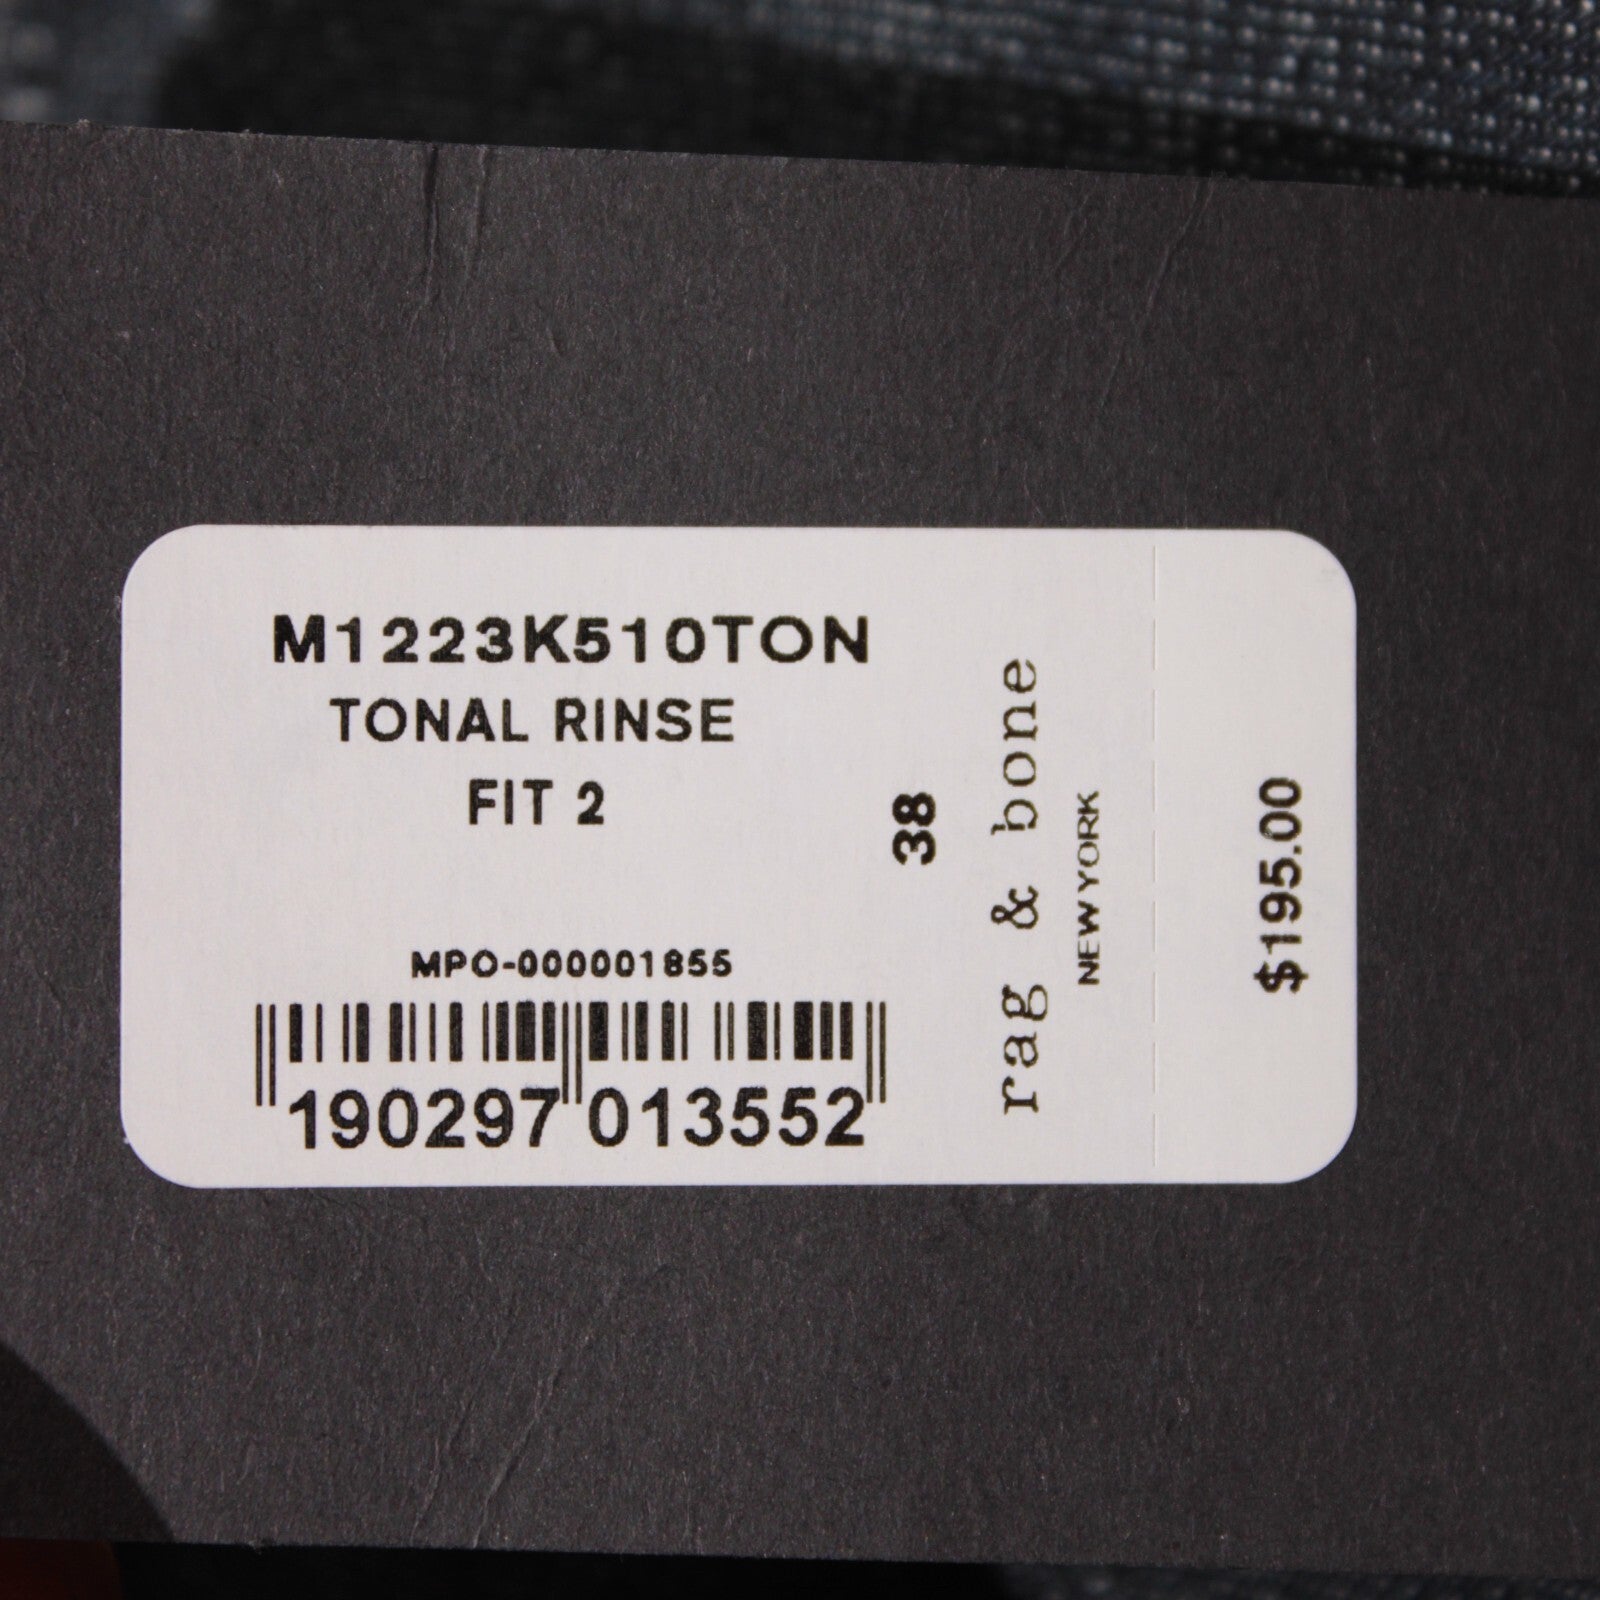 M1223K510TON
TONAL RINSE
FIT 2
38
MPO-000001855
190297 013552
rag & bone
NEW YORK
$195.00